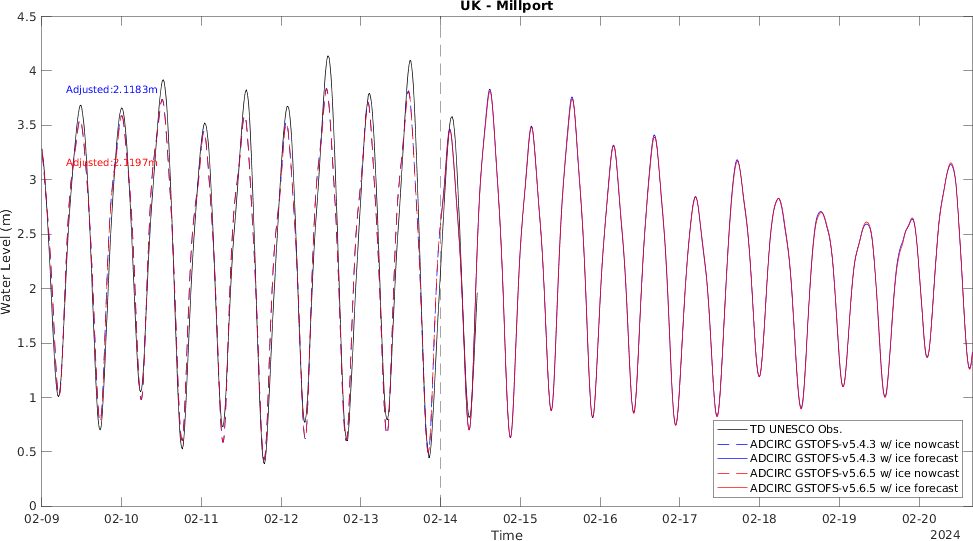 UK - Millport
4.5
4
3.5
3
2.5
2
1.5
1
0.5
0
Water Level (m)
Adjusted:2.1183m
Adjusted:2.1197m
TD UNESCO Obs.
ADCIRC GSTOFS-v5.4.3 w/ ice nowcast
ADCIRC GSTOFS-v5.4.3 w/ ice forecast
ADCIRC GSTOFS-v5.6.5 w/ ice nowcast
ADCIRC GSTOFS-v5.6.5 w/ ice forecast
02-09 02-10 02-11 02-12 02-13 02-14 02-15 02-16 02-17 02-18 02-19 02-20
Time
2024